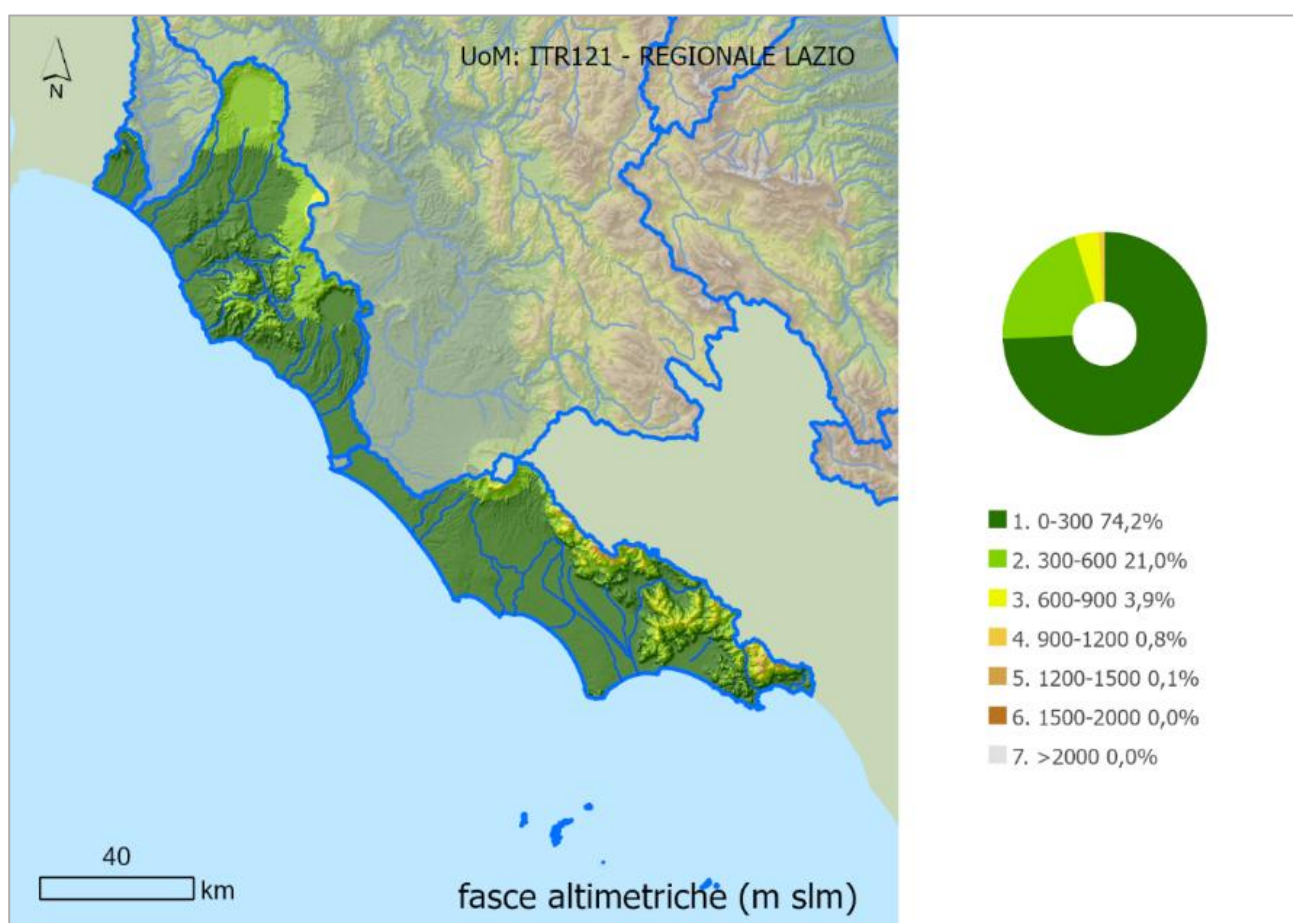 UoM: ITR121 - REGIONALE LAZIO
N
1. 0-300 74,2%
2. 300-600 21,0%
3. 600-900 3,9%
4. 900-1200 0,8%
5. 1200-1500 0,1%
6. 1500-2000 0,0%
7. >2000 0,0%
40
km
fasce altimetriche (m slm)